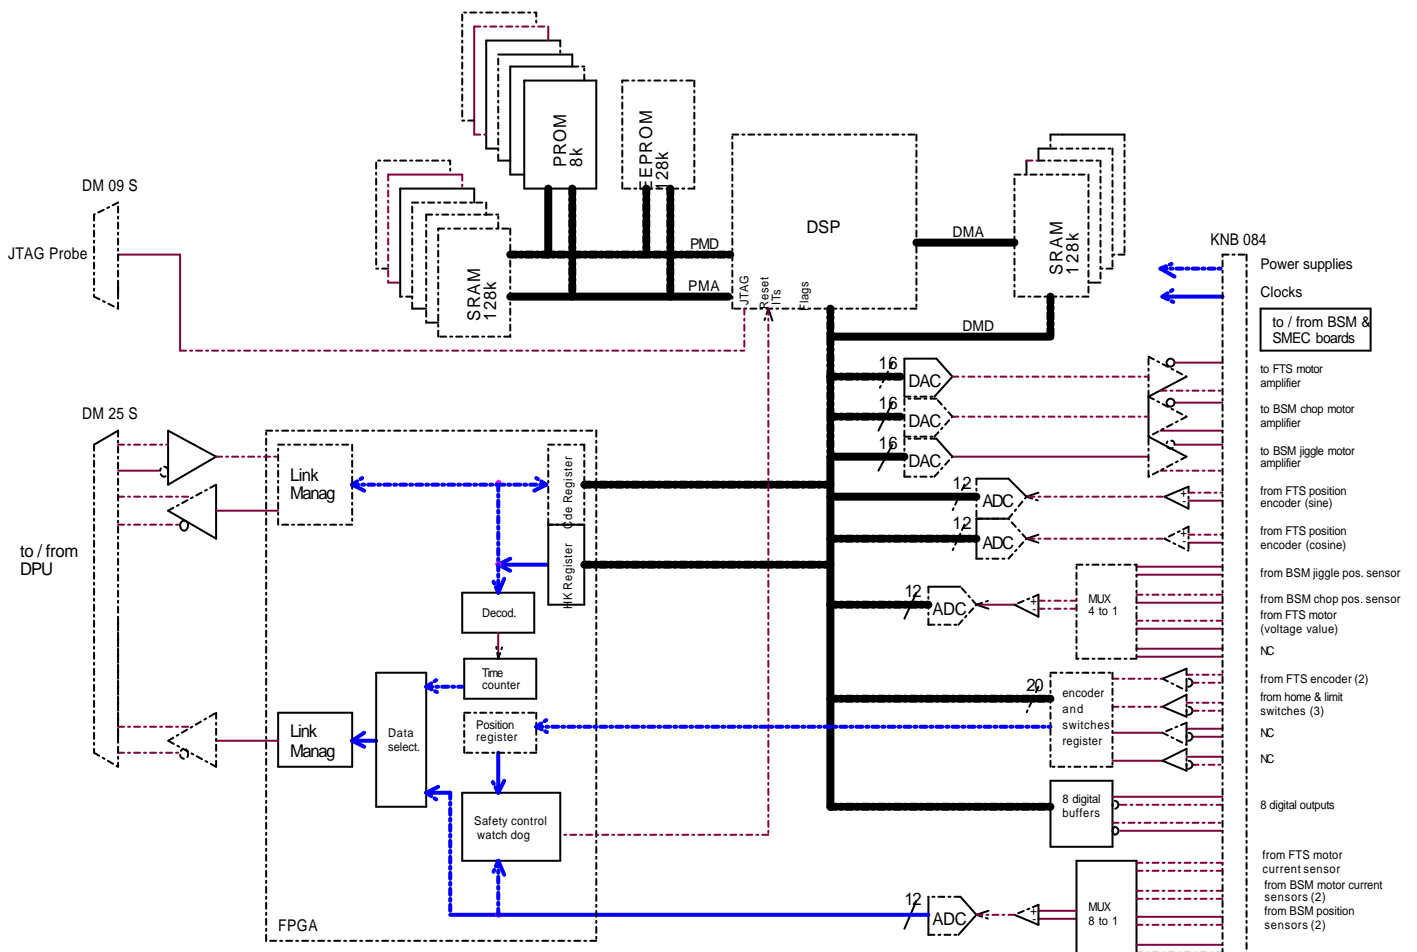 PROM
8k
EEPROM
128k
DM 09 S
JTAG Probe
SRAM
128k
PMD
PMA
DSP
JTAG
Reset
ITs
Flags
DMA
DMD
SRAM
128k
KNB 084
Power supplies
Clocks
to / from BSM &
SMEC boards
16
DAC
to FTS motor
amplifier
16
DAC
to BSM chop motor
amplifier
16
DAC
to BSM jiggle motor
amplifier
12
ADC
+
-
from FTS position
encoder (sine)
12
ADC
+
-
from FTS position
encoder (cosine)
12
ADC
+
-
MUX
4 to 1
from BSM jiggle pos. sensor
from BSM chop pos. sensor
from FTS motor
(voltage value)
NC
20
encoder
and
switches
register
from FTS encoder (2)
from home & limit
switches (3)
NC
NC
8 digital
buffers
8 digital outputs
12
ADC
+
-
MUX
8 to 1
from FTS motor
current sensor
from BSM motor current
sensors (2)
from BSM position
sensors (2)
DM 25 S
to / from
DPU
Link
Manag
Cde Register
HK Register
Decod.
Time
counter
Link
Manag
Data
select.
Position
register
Safety control
watch dog
FPGA